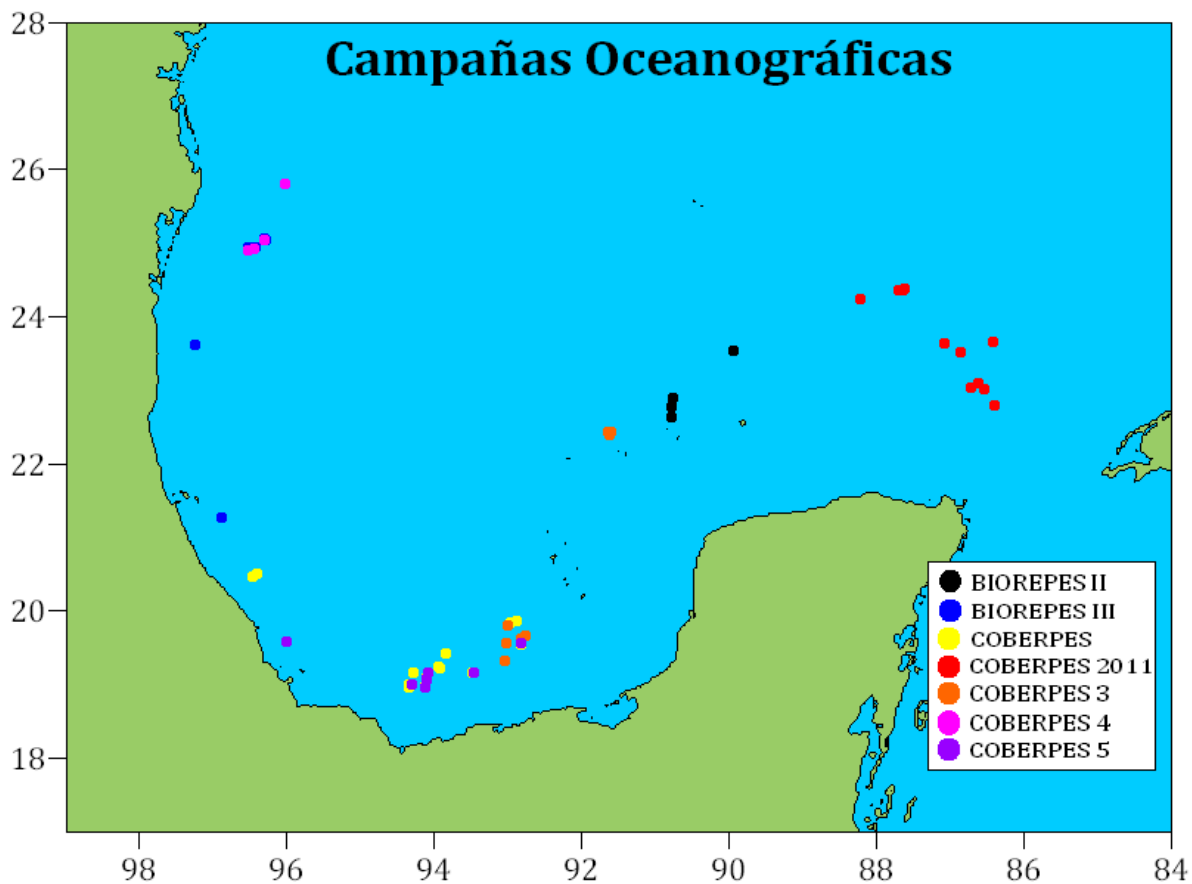 Campañas Oceanográficas
28
26
24
22
20
18
98 96 94 92 90 88 86 84
BIOREPES II
BIOREPES III
COBERPES
COBERPES 2011
COBERPES 3
COBERPES 4
COBERPES 5